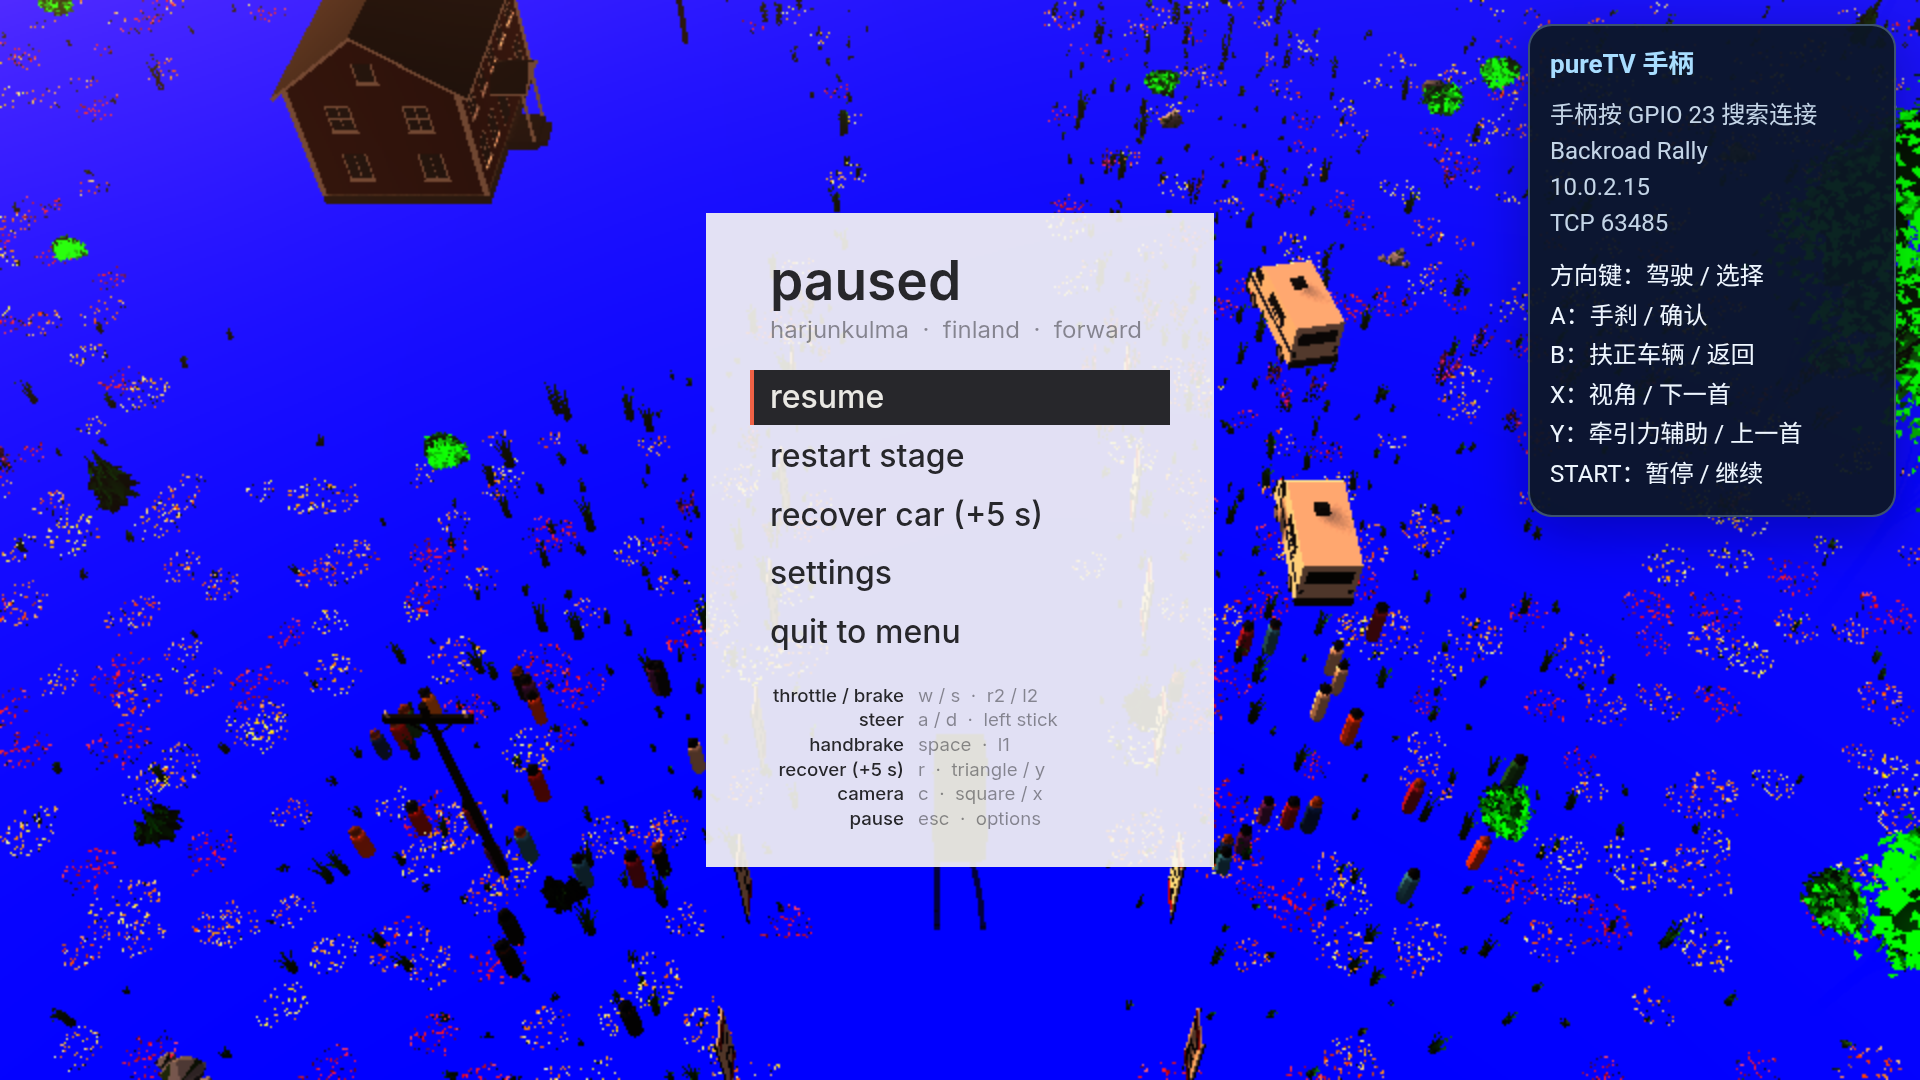 paused
harjunkulma · finland · forward
resume
restart stage
recover car (+5 s)
settings
quit to menu
throttle / brake w / s · r2 / l2
steer a / d · left stick
handbrake space · l1
recover (+5 s) r · triangle / y
camera c · square / x
pause esc · options
pureTV 手柄
手柄按 GPIO 23 搜索连接
Backroad Rally
10.0.2.15
TCP 63485
方向键：驾驶 / 选择
A：手刹 / 确认
B：扶正车辆 / 返回
X：视角 / 下一首
Y：牵引力辅助 / 上一首
START：暂停 / 继续